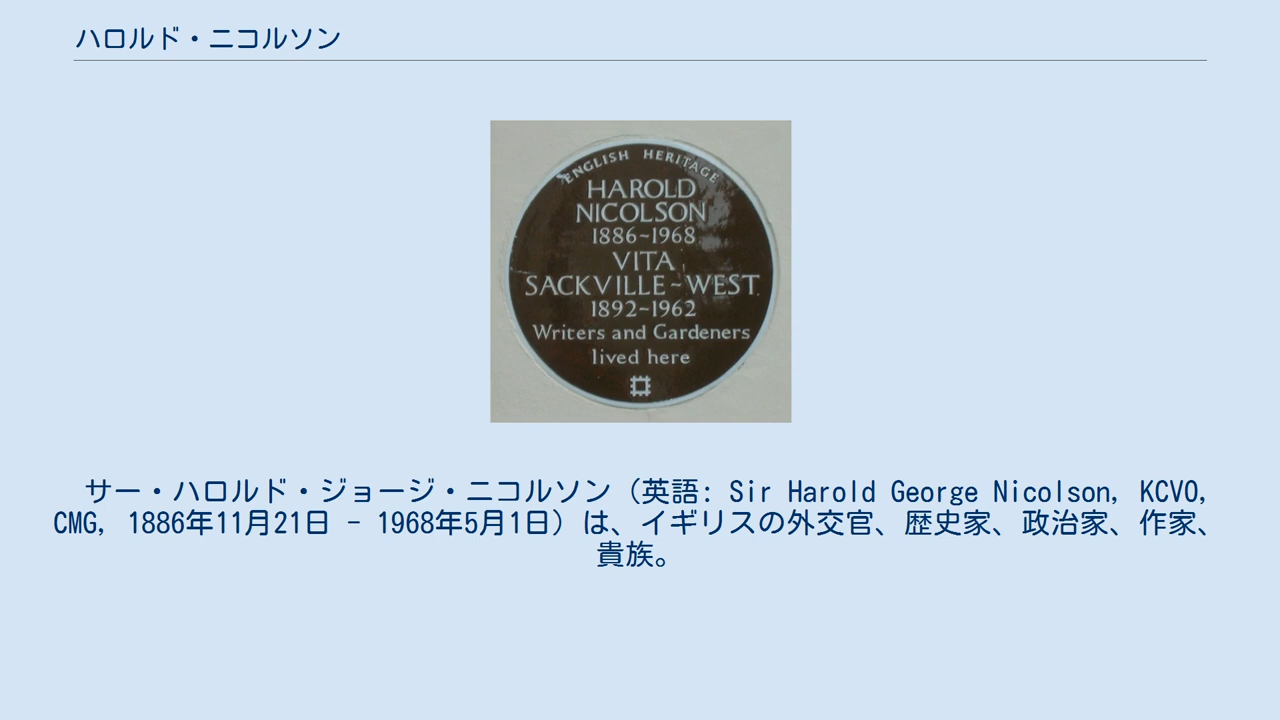 ハロルド・ニコルソン
ENGLISH HERITAGE
HAROLD
NICOLSON
1886~1968
VITA
SACKVILLE~WEST
1892~1962
Writers and Gardeners
lived here
サー・ハロルド・ジョージ・ニコルソン（英語: Sir Harold George Nicolson, KCVO,
CMG, 1886年11月21日 - 1968年5月1日）は、イギリスの外交官、歴史家、政治家、作家、
貴族。